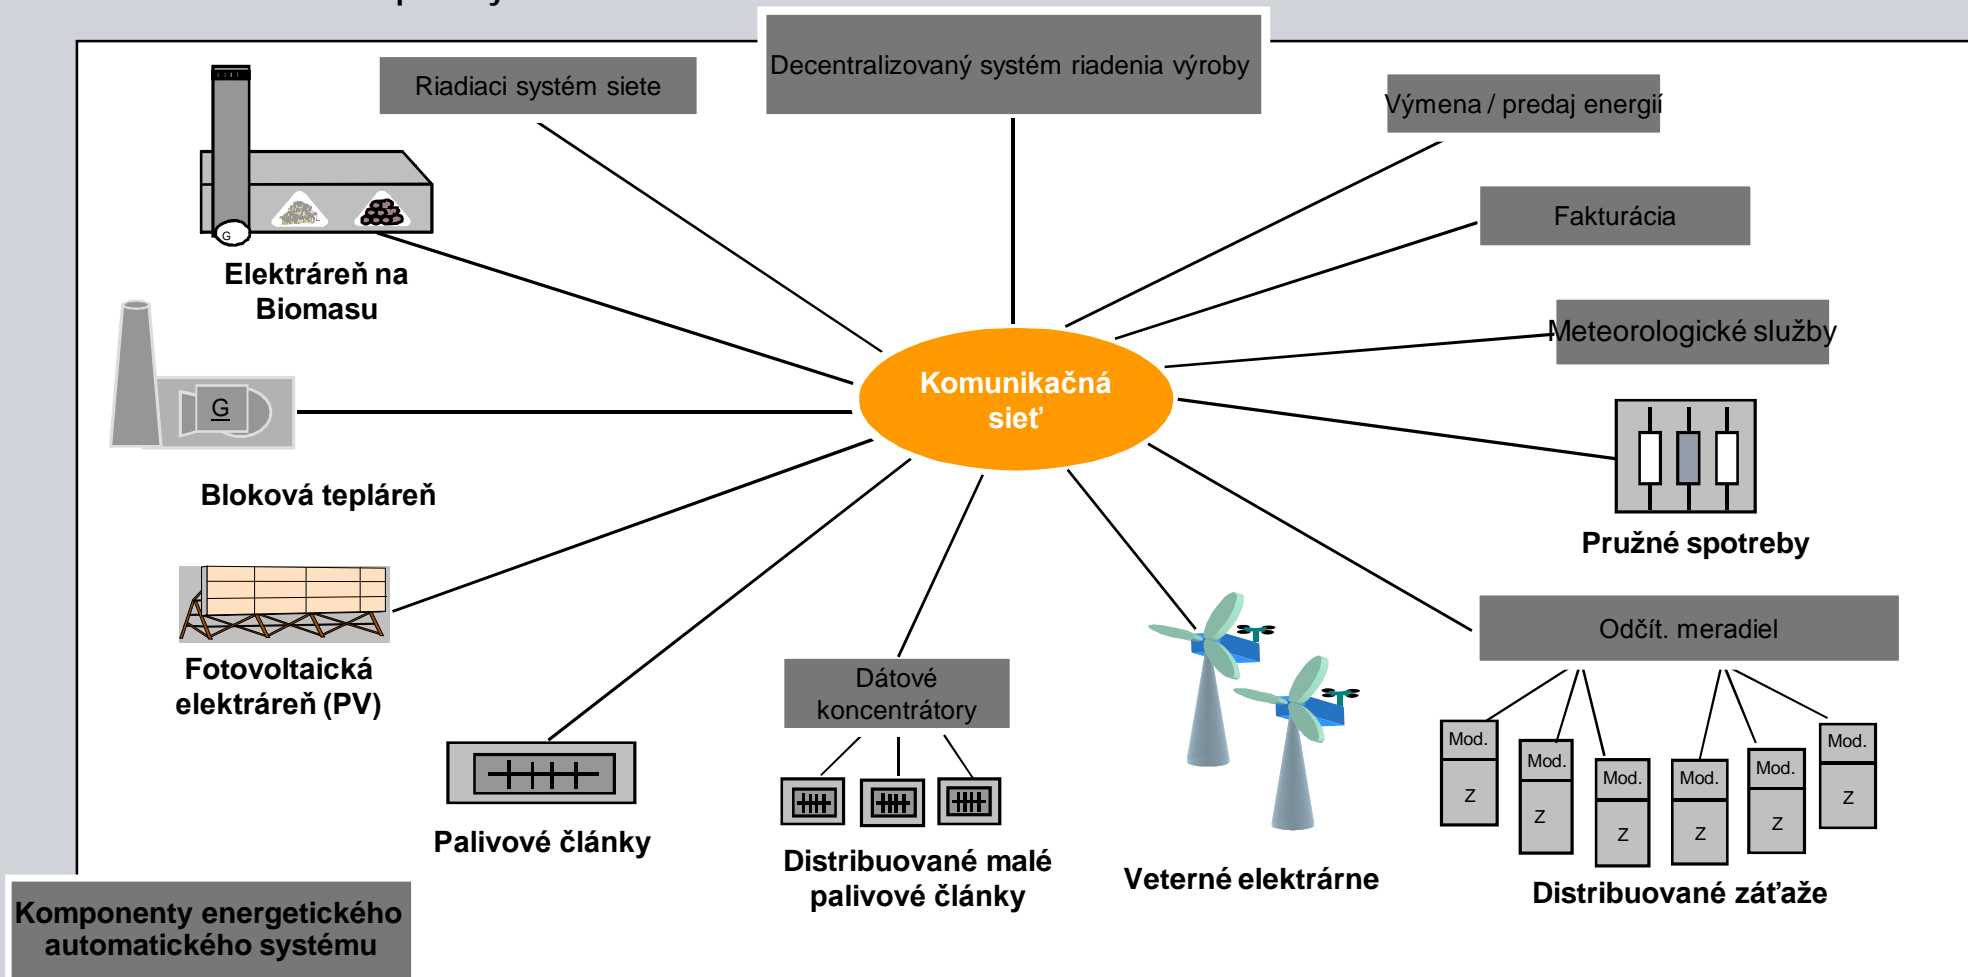 Decentralizovaný systém riadenia výroby
Riadiaci systém siete
Výmena / predaj energií
Fakturácia
Meteorologické služby
G
Elektráreň na
Biomasu
G
Bloková tepláreň
Komunikačná
sieť
Pružné spotreby
Fotovoltaická
elektráreň (PV)
Odčít. meradiel
Dátové
koncentrátory
Mod.
Z
Mod.
Z
Mod.
Z
Mod.
Z
Mod.
Z
Mod.
Z
Palivové články
Distribuované malé
palivové články
Veterné elektrárne
Distribuované záťaže
Komponenty energetického
automatického systému